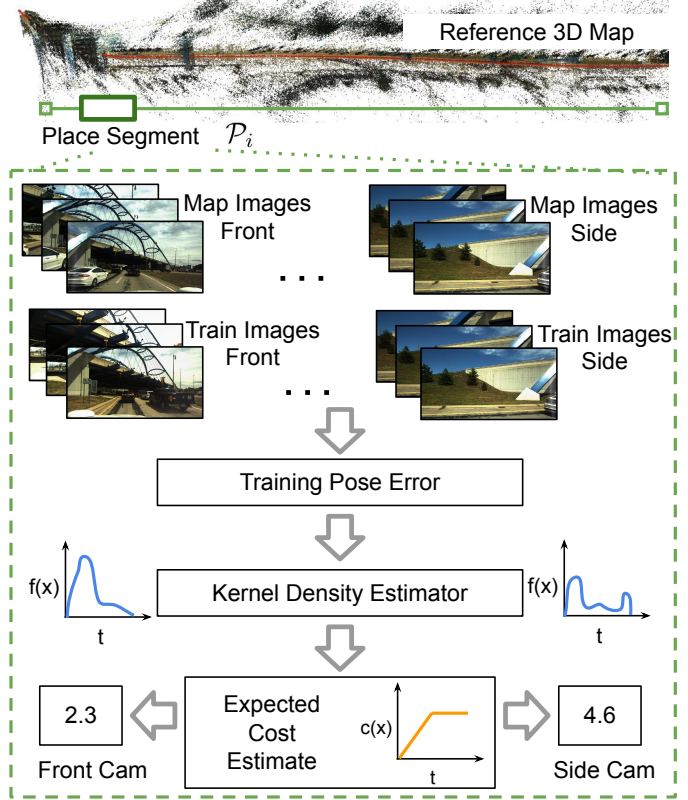 Reference 3D Map
Place Segment 𝒫ᵢ
Map Images
Front
Map Images
Side
. . .
Train Images
Front
Train Images
Side
. . .
Training Pose Error
f(x)
t
Kernel Density Estimator
f(x)
t
2.3
Front Cam
Expected
Cost
Estimate
c(x)
t
4.6
Side Cam